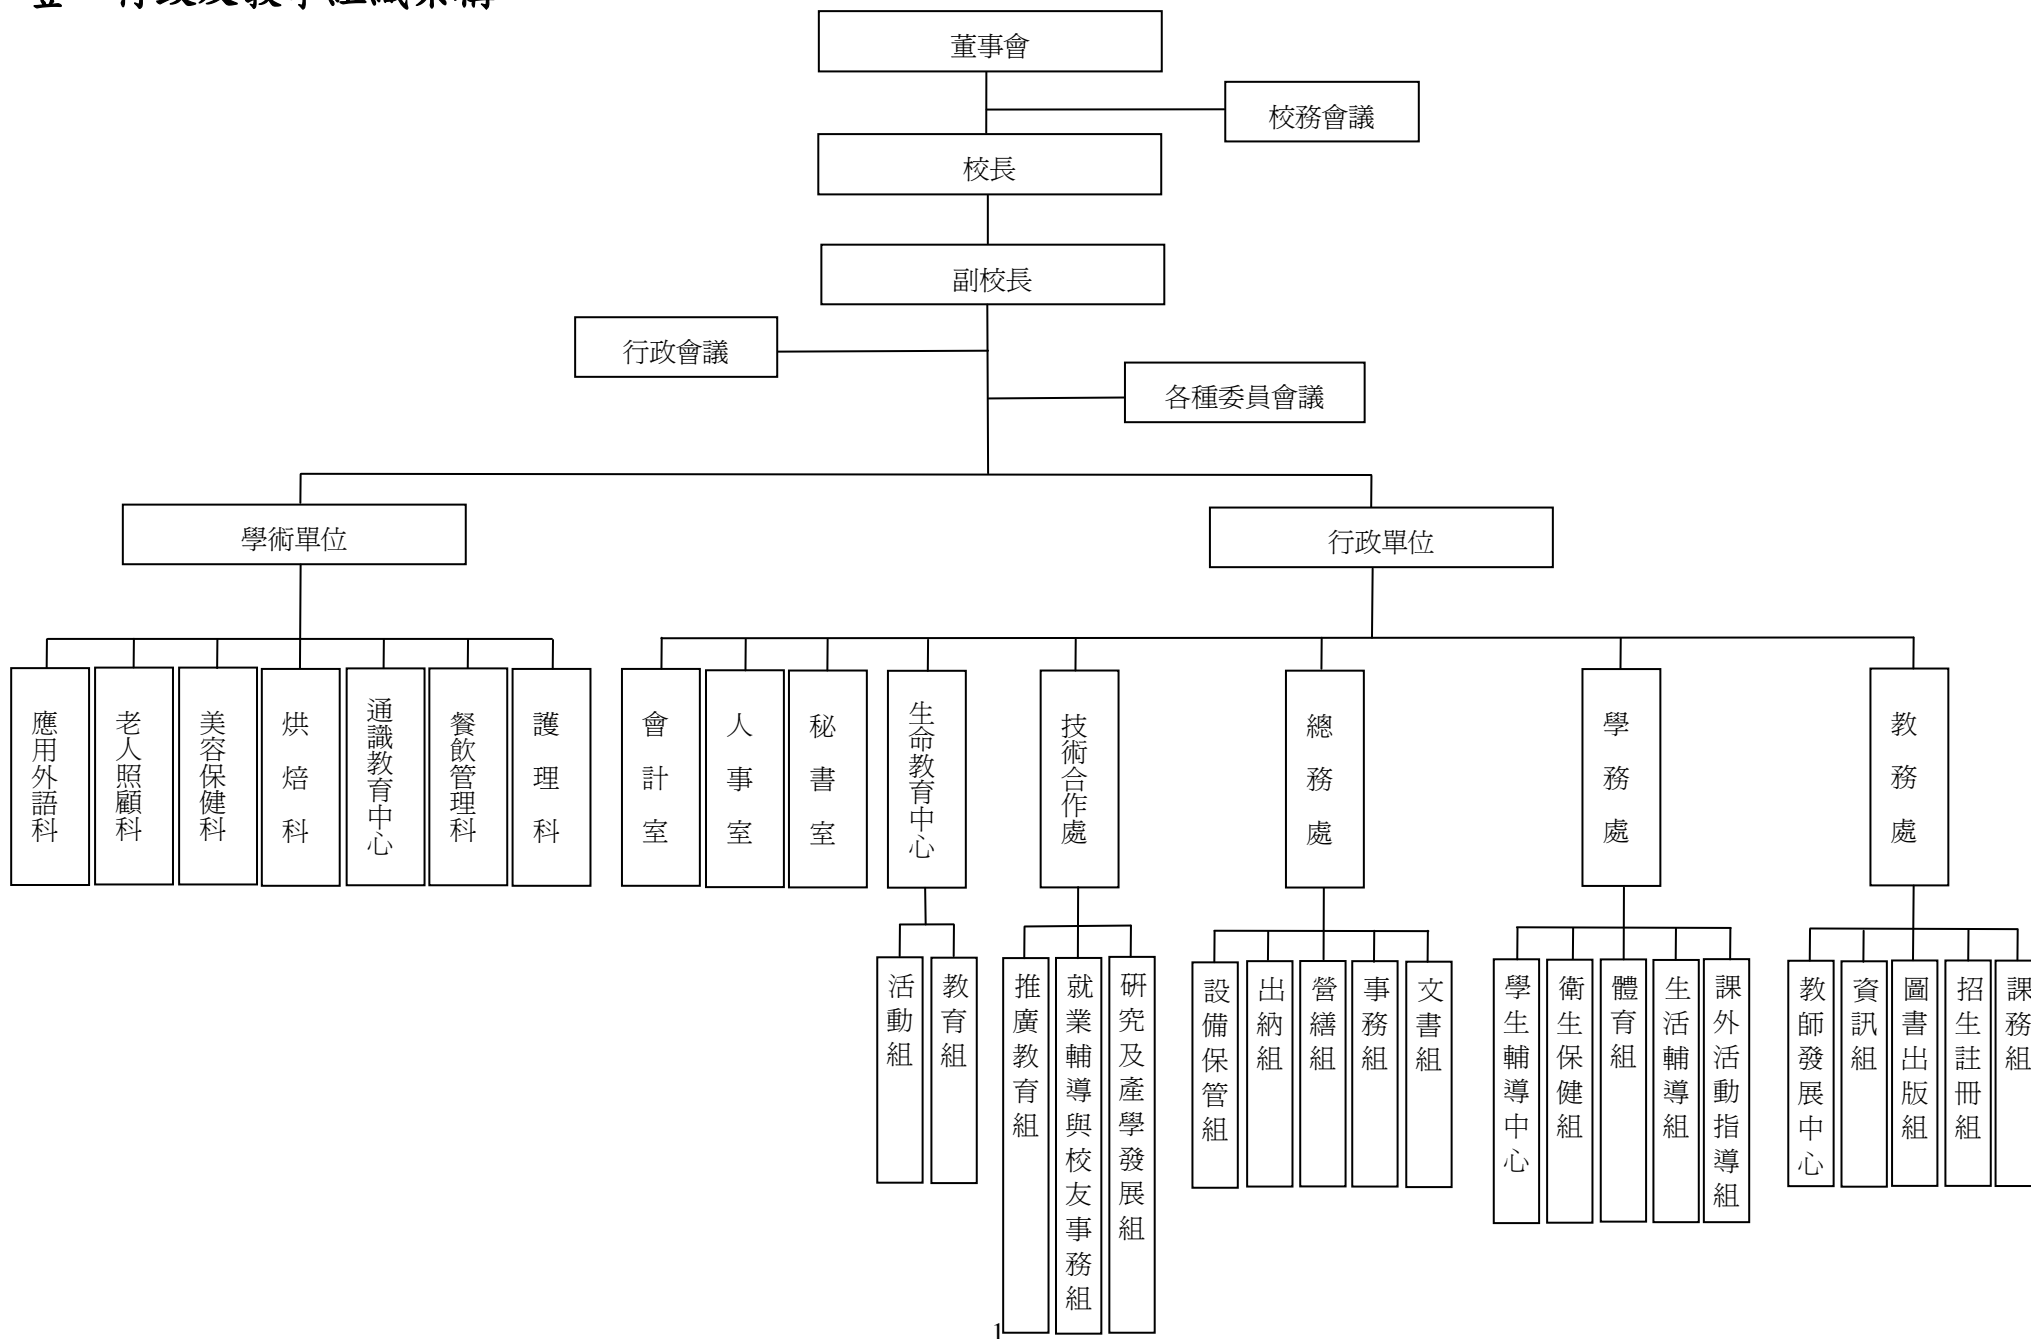 行政及教學組織架構
董事會
校務會議
校長
副校長
行政會議
各種委員會議
學術單位
行政單位
應用外語科
老人照顧科
美容保健科
烘焙科
通識教育中心
餐飲管理科
護理科
會計室
人事室
秘書室
生命教育中心
技術合作處
總務處
學務處
教務處
活動組
教育組
推廣教育組
就業輔導與校友事務組
研究及產學發展組
設備保管組
出納組
營繕組
事務組
文書組
學生輔導中心
衛生保健組
體育組
生活輔導組
課外活動指導組
教師發展中心
資訊組
圖書出版組
招生註冊組
課務組
1